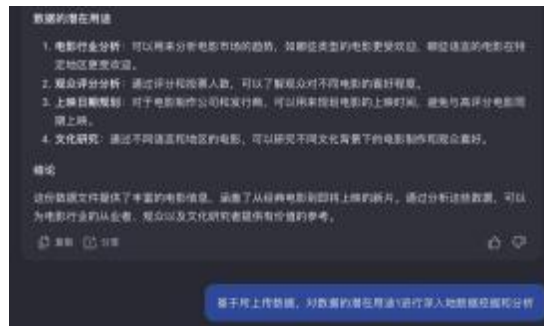 数据的潜在用途
1. 电影行业分析：可以用来分析电影市场的趋势，如哪些类型的电影更受欢迎，哪些语言的电影在特
定地区更受欢迎。
2. 观众评分分析：通过评分和投票人数，可以了解观众对不同电影的喜好程度。
3. 上映日期规划：对于电影制作公司和发行商，可以用来规划电影的上映时间，避免与高评分电影同
期上映。
4. 文化研究：通过不同语言和地区的电影，可以研究不同文化背景下的电影制作和观众喜好。
结论
这份数据文件提供了丰富的电影信息，涵盖了从经典电影到即将上映的新片。通过分析这些数据，可以
为电影行业的从业者、观众以及文化研究者提供有价值的参考。
复制 分享
基于所上传数据，对数据的潜在用途1进行深入地数据挖掘和分析